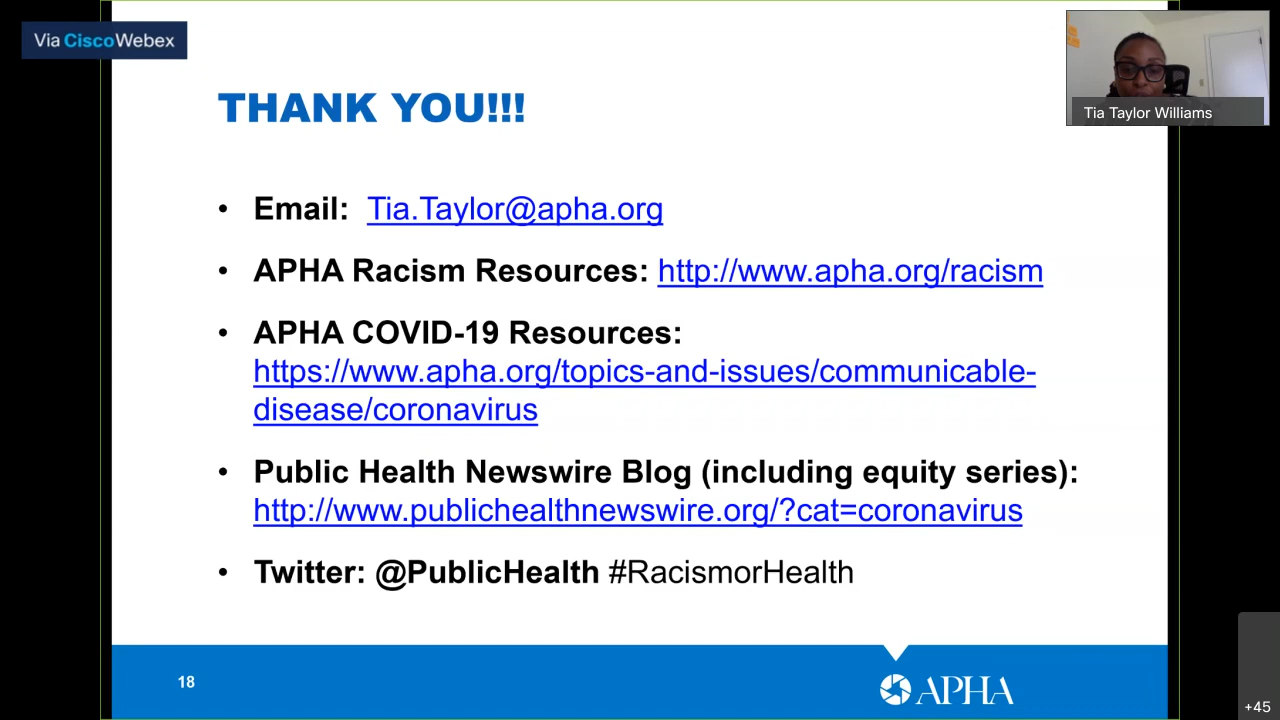 Via CiscoWebex
Tia Taylor Williams
THANK YOU!!!
• Email: Tia.Taylor@apha.org
• APHA Racism Resources: http://www.apha.org/racism
• APHA COVID-19 Resources:
https://www.apha.org/topics-and-issues/communicable-
disease/coronavirus
• Public Health Newswire Blog (including equity series):
http://www.publichealthnewswire.org/?cat=coronavirus
• Twitter: @PublicHealth #RacismorHealth
18
APHA
+45